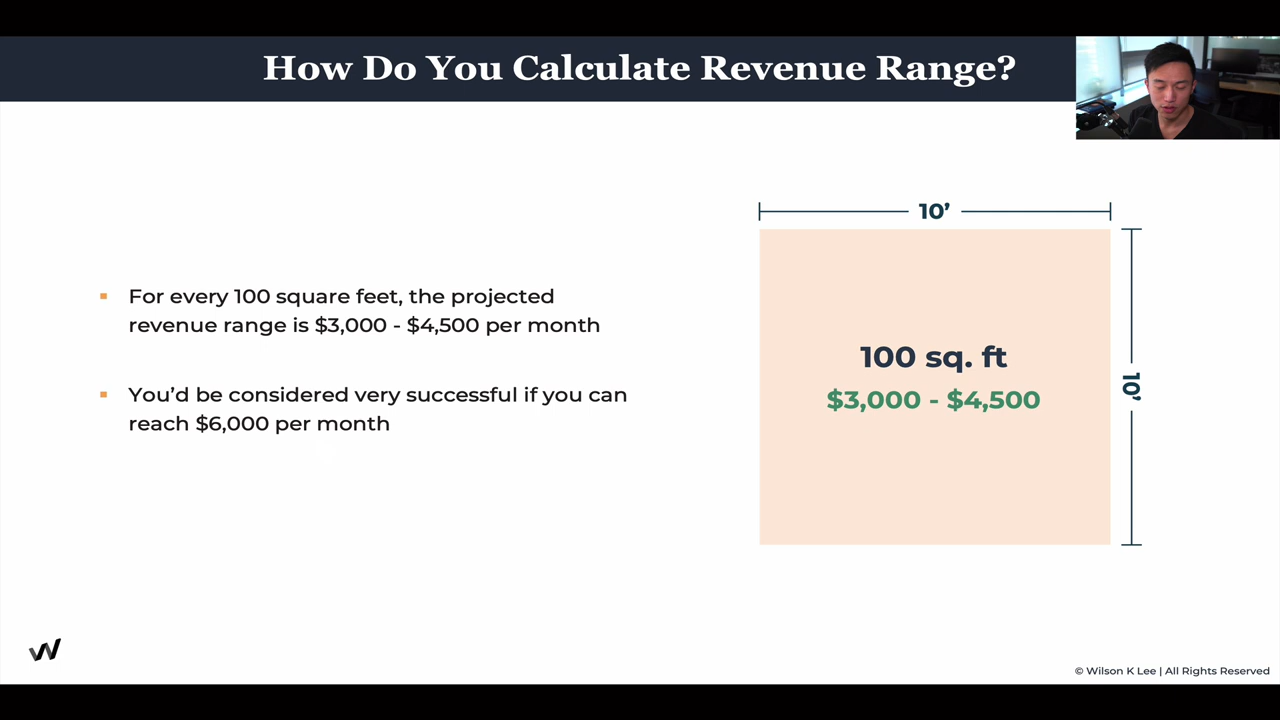 How Do You Calculate Revenue Range?
For every 100 square feet, the projected
revenue range is $3,000 - $4,500 per month
You’d be considered very successful if you can
reach $6,000 per month
10’
100 sq. ft
$3,000 - $4,500
10’
© Wilson K Lee | All Rights Reserved